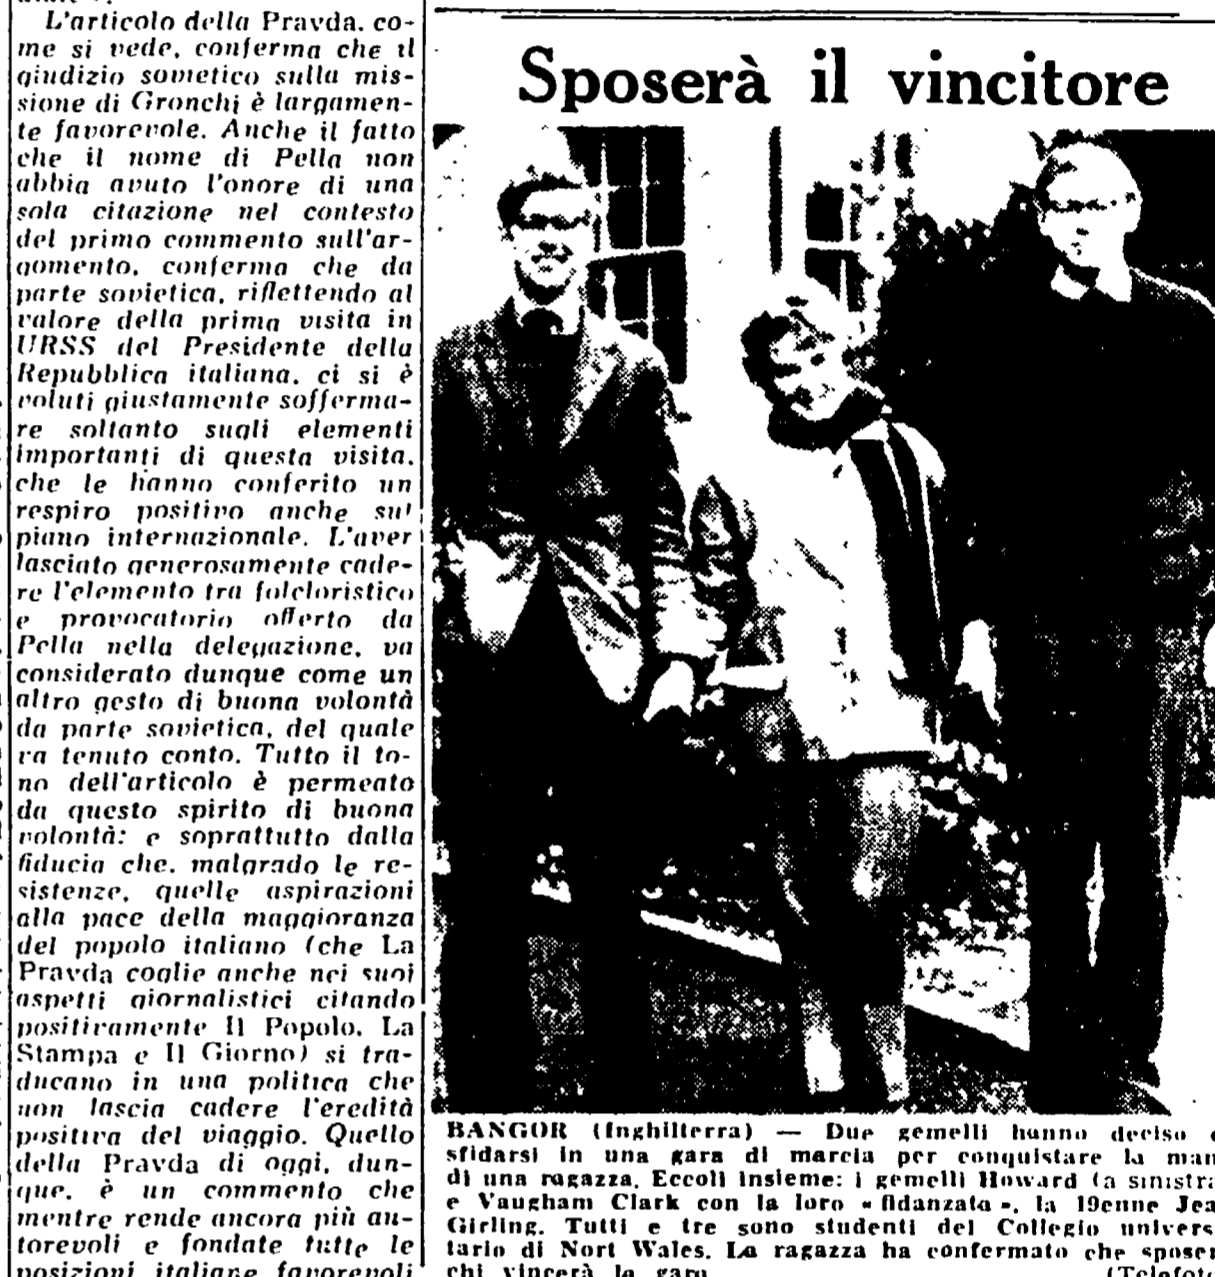 L'articolo della Pravda, co-
me si vede, conferma che il
giudizio sovietico sulla mis-
sione di Gronchi è largamen-
te favorevole. Anche il fatto
che il nome di Pella non
abbia avuto l'onore di una
sola citazione nel contesto
del primo commento sull'ar-
gomento, conferma che da
parte sovietica, riflettendo al
valore della prima visita in
URSS del Presidente della
Repubblica italiana, ci si è
voluti giustamente sofferma-
re soltanto sugli elementi
importanti di questa visita,
che le hanno conferito un
respiro positivo anche sul
piano internazionale. L'aver
lasciato generosamente cade-
re l'elemento tra folcloristico
e provocatorio offerto da
Pella nella delegazione, va
considerato dunque come un
altro gesto di buona volontà
da parte sovietica, del quale
va tenuto conto. Tutto il to-
no dell'articolo è permeato
da questo spirito di buona
volontà: e soprattutto dalla
fiducia che, malgrado le re-
sistenze, quelle aspirazioni
alla pace della maggioranza
del popolo italiano (che La
Pravda coglie anche nei suoi
aspetti giornalistici citando
positivamente Il Popolo, La
Stampa e Il Giorno) si tra-
ducano in una politica che
non lascia cadere l'eredità
positiva del viaggio. Quello
della Pravda di oggi, dun-
que, è un commento che
mentre rende ancora più au-
torevoli e fondate tutte le
posizioni italiane favorevoli
Sposerà il vincitore
BANGOR (Inghilterra) — Due gemelli hanno deciso
sfidarsi in una gara di marcia per conquistare la man
di una ragazza. Eccoli insieme: i gemelli Howard (a sinistra
e Vaugham Clark con la loro « fidanzata », la 19enne Jea
Girling. Tutti e tre sono studenti del Collegio univers
tario di Nort Wales. La ragazza ha confermato che sposer
chi vincerà la gara (Telefoto